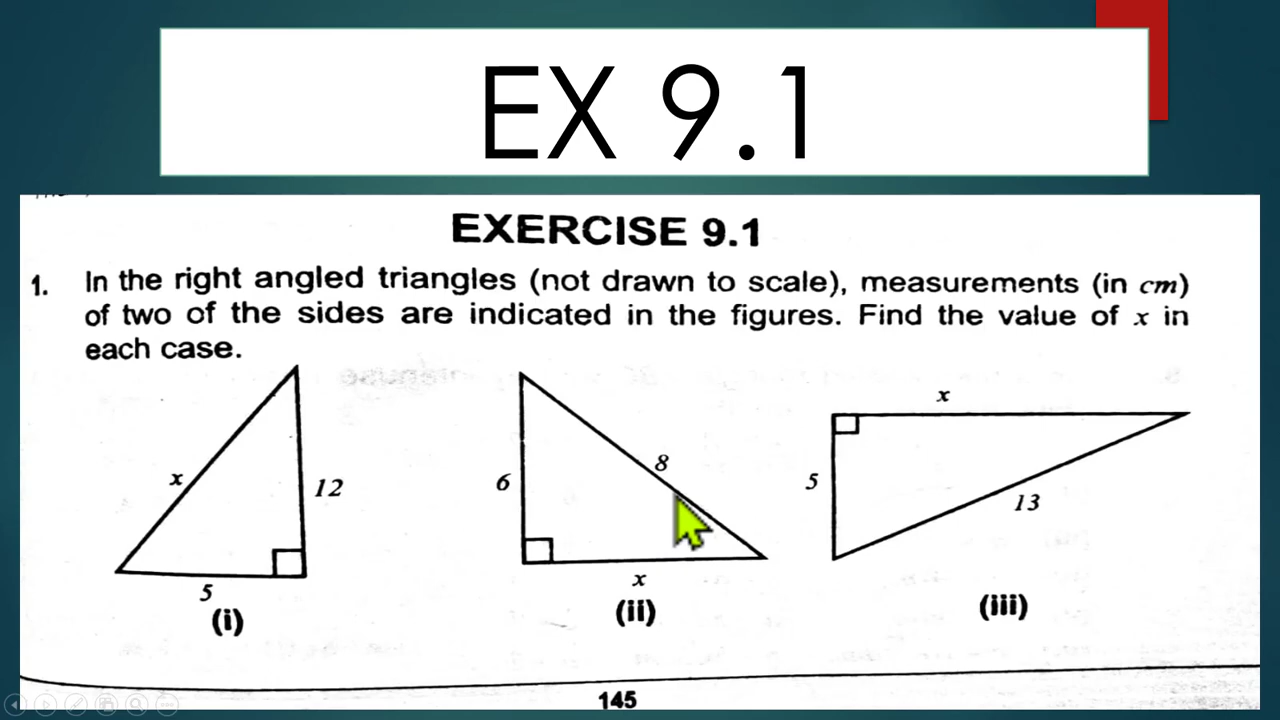 EX 9.1
EXERCISE 9.1
1. In the right angled triangles (not drawn to scale), measurements (in cm)
of two of the sides are indicated in the figures. Find the value of x in
each case.
x
12
5
(i)
6
8
x
(ii)
x
5
13
(iii)
145